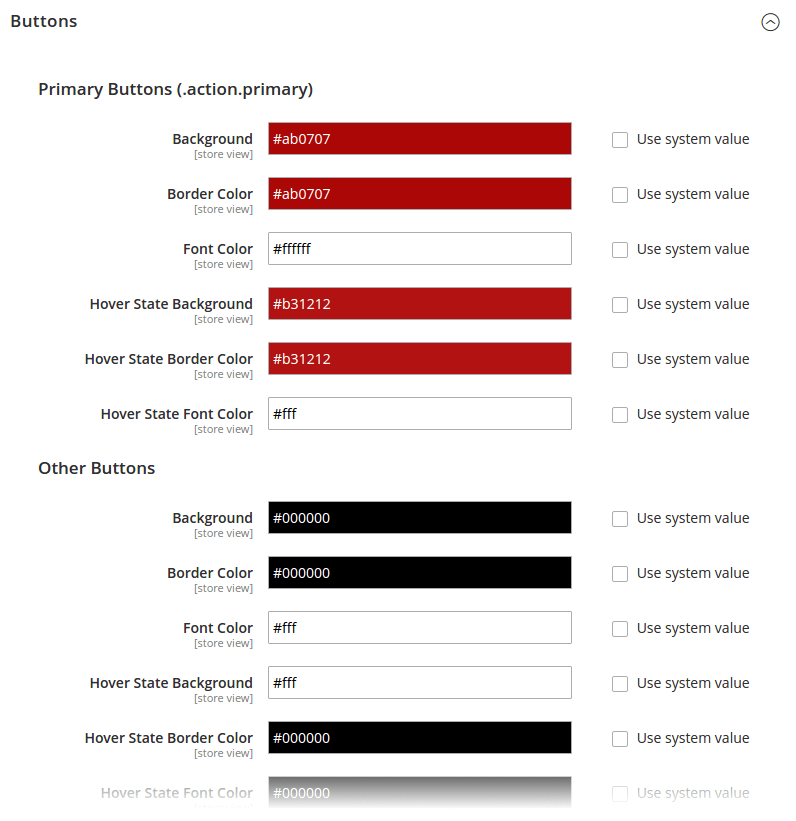 Buttons
Primary Buttons (.action.primary)
Background #ab0707 Use system value
[store view]
Border Color #ab0707 Use system value
[store view]
Font Color #ffffff Use system value
[store view]
Hover State Background #b31212 Use system value
[store view]
Hover State Border Color #b31212 Use system value
[store view]
Hover State Font Color #fff Use system value
[store view]
Other Buttons
Background #000000 Use system value
[store view]
Border Color #000000 Use system value
[store view]
Font Color #fff Use system value
[store view]
Hover State Background #fff Use system value
[store view]
Hover State Border Color #000000 Use system value
[store view]
Hover State Font Color #000000 Use system value